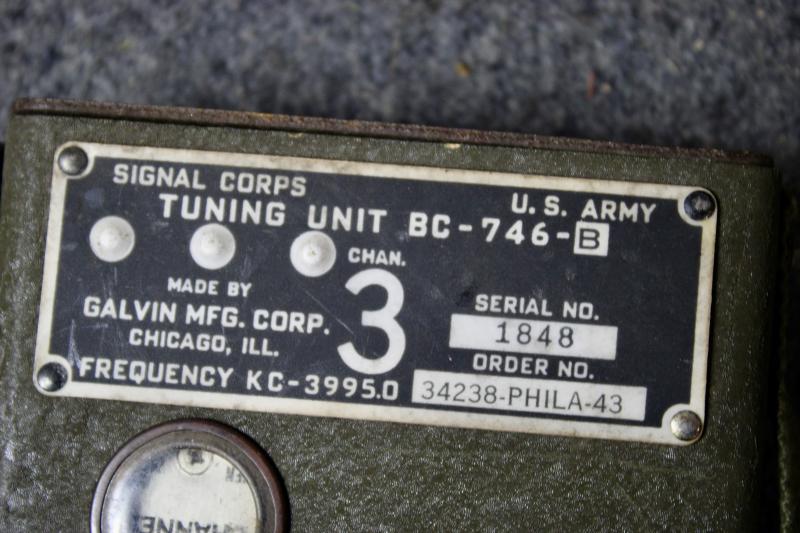 SIGNAL CORPS
U. S. ARMY
TUNING UNIT BC-746-B
CHAN.
3
MADE BY
GALVIN MFG. CORP.
CHICAGO, ILL.
SERIAL NO.
1848
ORDER NO.
34238-PHILA-43
FREQUENCY KC-3995.0